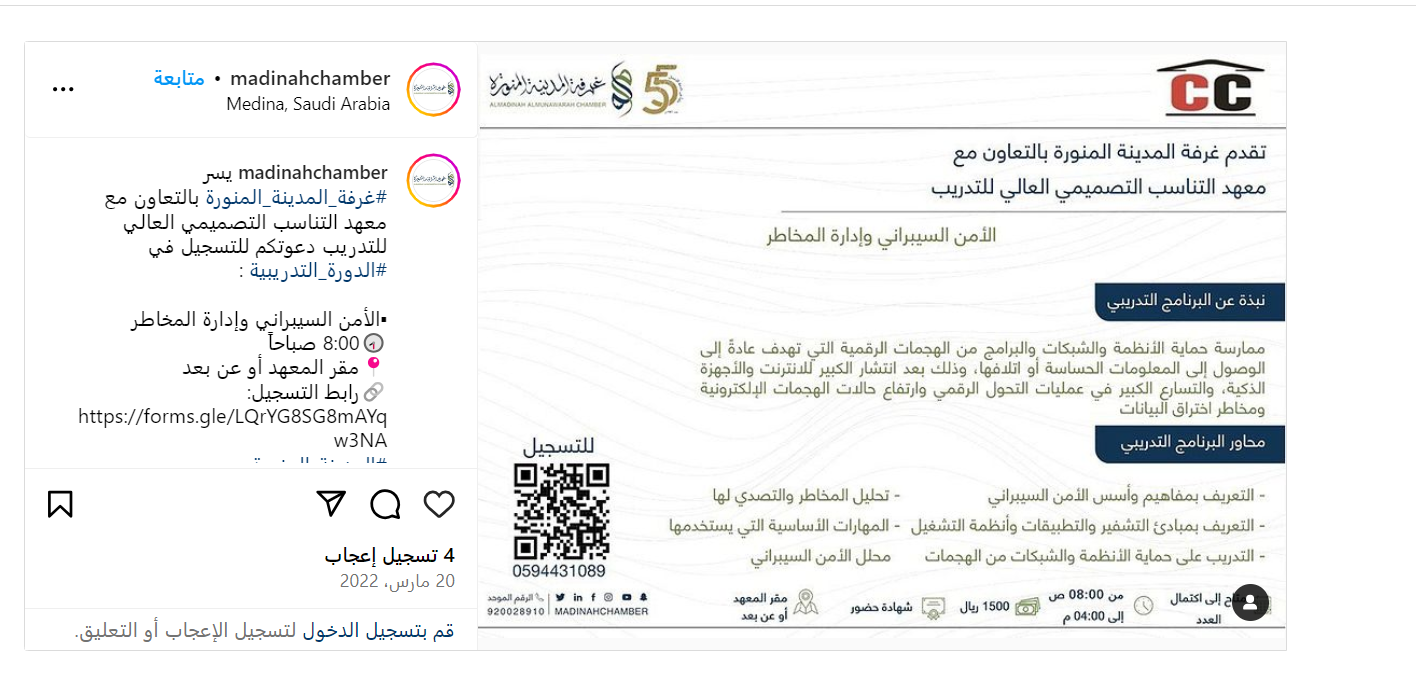 madinahchamber • متابعة
Medina, Saudi Arabia
madinahchamber يسر
#غرفة_المدينة_المنورة بالتعاون مع
معهد التناسب التصميمي العالي
للتدريب دعوتكم للتسجيل في
#الدورة_التدريبية :
▪الأمن السيبراني وإدارة المخاطر
8:00 صباحاً
مقر المعهد أو عن بعد
رابط التسجيل:
https://forms.gle/LQrYG8SG8mAYq
w3NA
4 تسجيل إعجاب
20 مارس، 2022
قم بتسجيل الدخول لتسجيل الإعجاب أو التعليق.
CC
55
غرفة المدينة المنورة
ALMADINAH ALMUNAWARAH CHAMBER
تقدم غرفة المدينة المنورة بالتعاون مع
معهد التناسب التصميمي العالي للتدريب
الأمن السيبراني وإدارة المخاطر
نبذة عن البرنامج التدريبي
ممارسة حماية الأنظمة والشبكات والبرامج من الهجمات الرقمية التي تهدف عادةً إلى
الوصول إلى المعلومات الحساسة أو اتلافها، وذلك بعد انتشار الكبير للانترنت والأجهزة
الذكية، والتسارع الكبير في عمليات التحول الرقمي وارتفاع حالات الهجمات الإلكترونية
ومخاطر اختراق البيانات
محاور البرنامج التدريبي
- التعريف بمفاهيم وأسس الأمن السيبراني
- التعريف بمبادئ التشفير والتطبيقات وأنظمة التشغيل
- التدريب على حماية الأنظمة والشبكات من الهجمات
- تحليل المخاطر والتصدي لها
- المهارات الأساسية التي يستخدمها
محلل الأمن السيبراني
للتسجيل
0594431089
إلى اكتمال
العدد
من 08:00 ص
إلى 04:00 م
1500 ريال
شهادة حضور
مقر المعهد
أو عن بعد
الرقم الموحد
920028910 | MADINAHCHAMBER